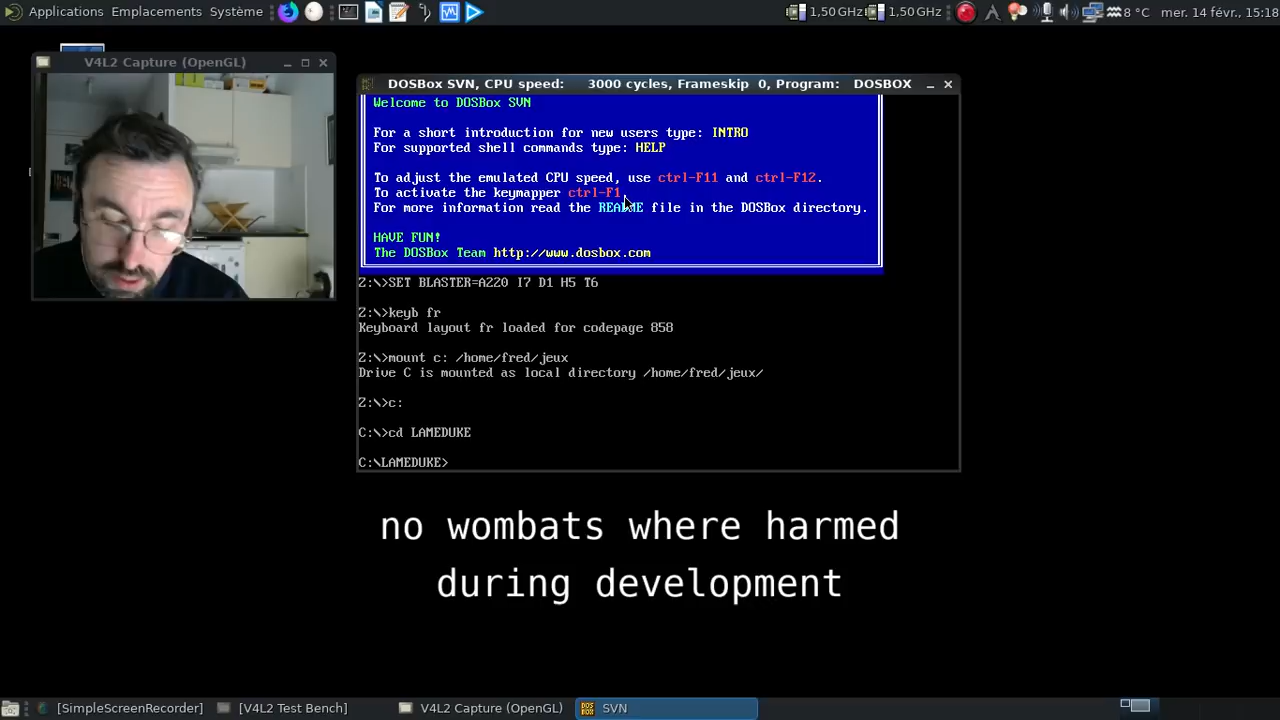 Applications Emplacements Système 1,50 GHz 1,50 GHz 8 °C mer. 14 févr., 15:18
V4L2 Capture (OpenGL)
DOSBox SVN, CPU speed: 3000 cycles, Frameskip 0, Program: DOSBOX
Welcome to DOSBox SVN
For a short introduction for new users type: INTRO
For supported shell commands type: HELP
To adjust the emulated CPU speed, use ctrl-F11 and ctrl-F12.
To activate the keymapper ctrl-F1.
For more information read the README file in the DOSBox directory.
HAVE FUN!
The DOSBox Team http://www.dosbox.com
Z:\>SET BLASTER=A220 I7 D1 H5 T6
Z:\>keyb fr
Keyboard layout fr loaded for codepage 858
Z:\>mount c: /home/fred/jeux
Drive C is mounted as local directory /home/fred/jeux/
Z:\>c:
C:\>cd LAMEDUKE
C:\LAMEDUKE>
no wombats where harmed
during development
[SimpleScreenRecorder] [V4L2 Test Bench] V4L2 Capture (OpenGL) DOS BOX SVN